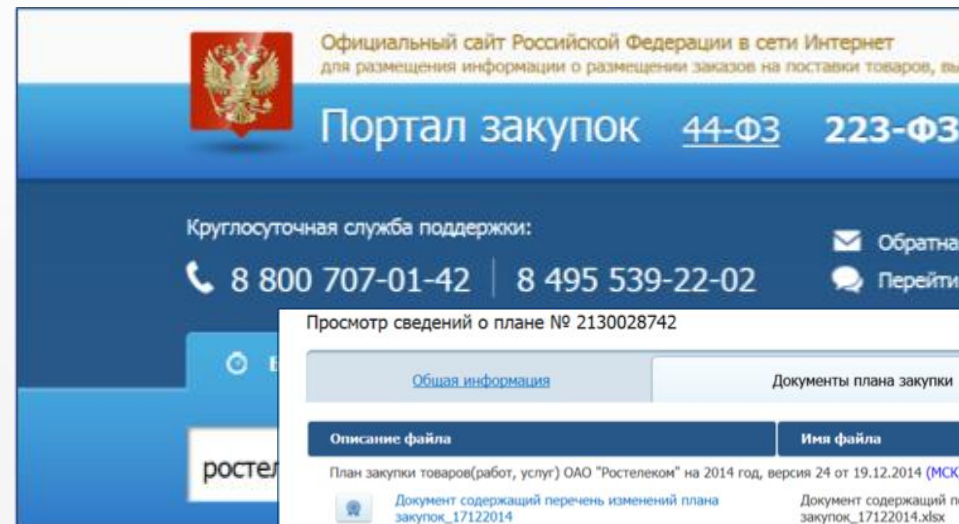 Официальный сайт Российской Федерации в сети Интернет
для размещения информации о размещении заказов на поставки товаров,
Портал закупок 44-ФЗ 223-ФЗ
Круглосуточная служба поддержки:
8 800 707-01-42 8 495 539-22-02
Перейти
Просмотр сведений о плане № 2130028742
Общая информация Документы плана закупки
Описание файла Имя файла
План закупки товаров(работ, услуг) ОАО "Ростелеком" на 2014 год, версия 24 от 19.12.2014 (МСК
Документ содержащий перечень изменений плана
закупок_17122014
Документ содержащий
закупок_17122014.xlsx